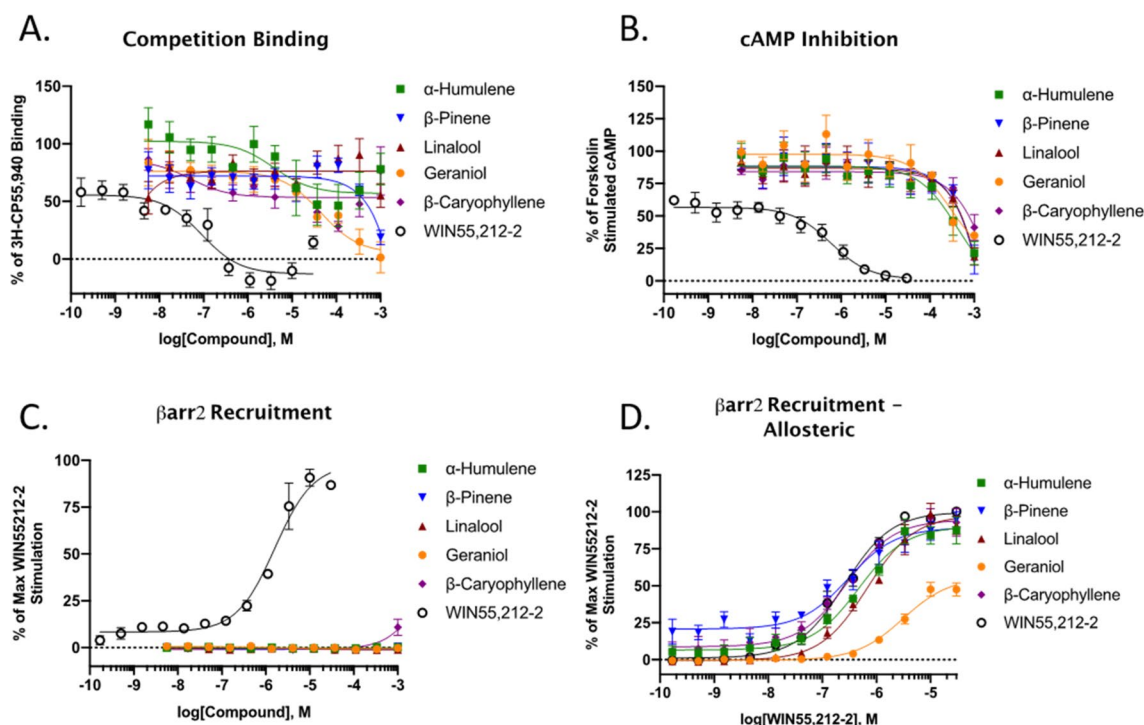 A.
Competition Binding
% of 3H-CP55,940 Binding
150
100
50
0
-10 -9 -8 -7 -6 -5 -4 -3
log[Compound], M
α-Humulene
β-Pinene
Linalool
Geraniol
β-Caryophyllene
WIN55,212-2
B.
cAMP Inhibition
% of Forskolin
Stimulated cAMP
150
125
100
75
50
25
0
-10 -9 -8 -7 -6 -5 -4 -3
log[Compound], M
α-Humulene
β-Pinene
Linalool
Geraniol
β-Caryophyllene
WIN55,212-2
C.
βarr2 Recruitment
% of Max WIN55212-2
Stimulation
100
75
50
25
0
-10 -9 -8 -7 -6 -5 -4 -3
log[Compound], M
α-Humulene
β-Pinene
Linalool
Geraniol
β-Caryophyllene
WIN55,212-2
D.
βarr2 Recruitment –
Allosteric
% of Max WIN55212-2
Stimulation
125
100
75
50
25
0
-10 -9 -8 -7 -6 -5
log[WIN55,212-2], M
α-Humulene
β-Pinene
Linalool
Geraniol
β-Caryophyllene
WIN55,212-2